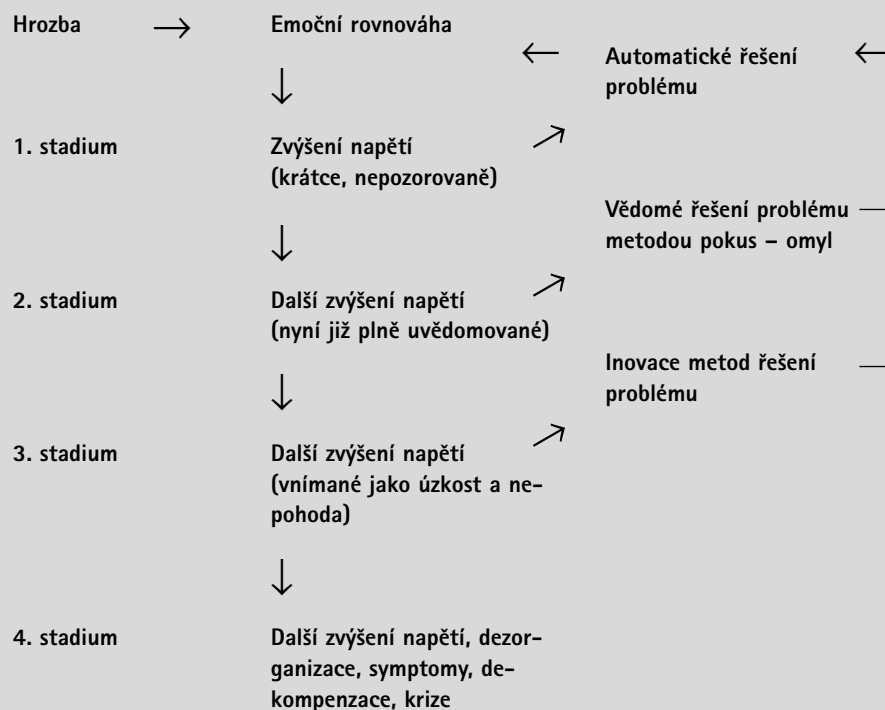 Hrozba
Emoční rovnováha
Automatické řešení
problému
1. stadium
Zvýšení napětí
(krátce, nepozorovaně)
Vědomé řešení problému
metodou pokus – omyl
2. stadium
Další zvýšení napětí
(nyní již plně uvědomované)
Inovace metod řešení
problému
3. stadium
Další zvýšení napětí
(vnímané jako úzkost a ne-
pohoda)
4. stadium
Další zvýšení napětí, dezor-
ganizace, symptomy, de-
kompenzace, krize